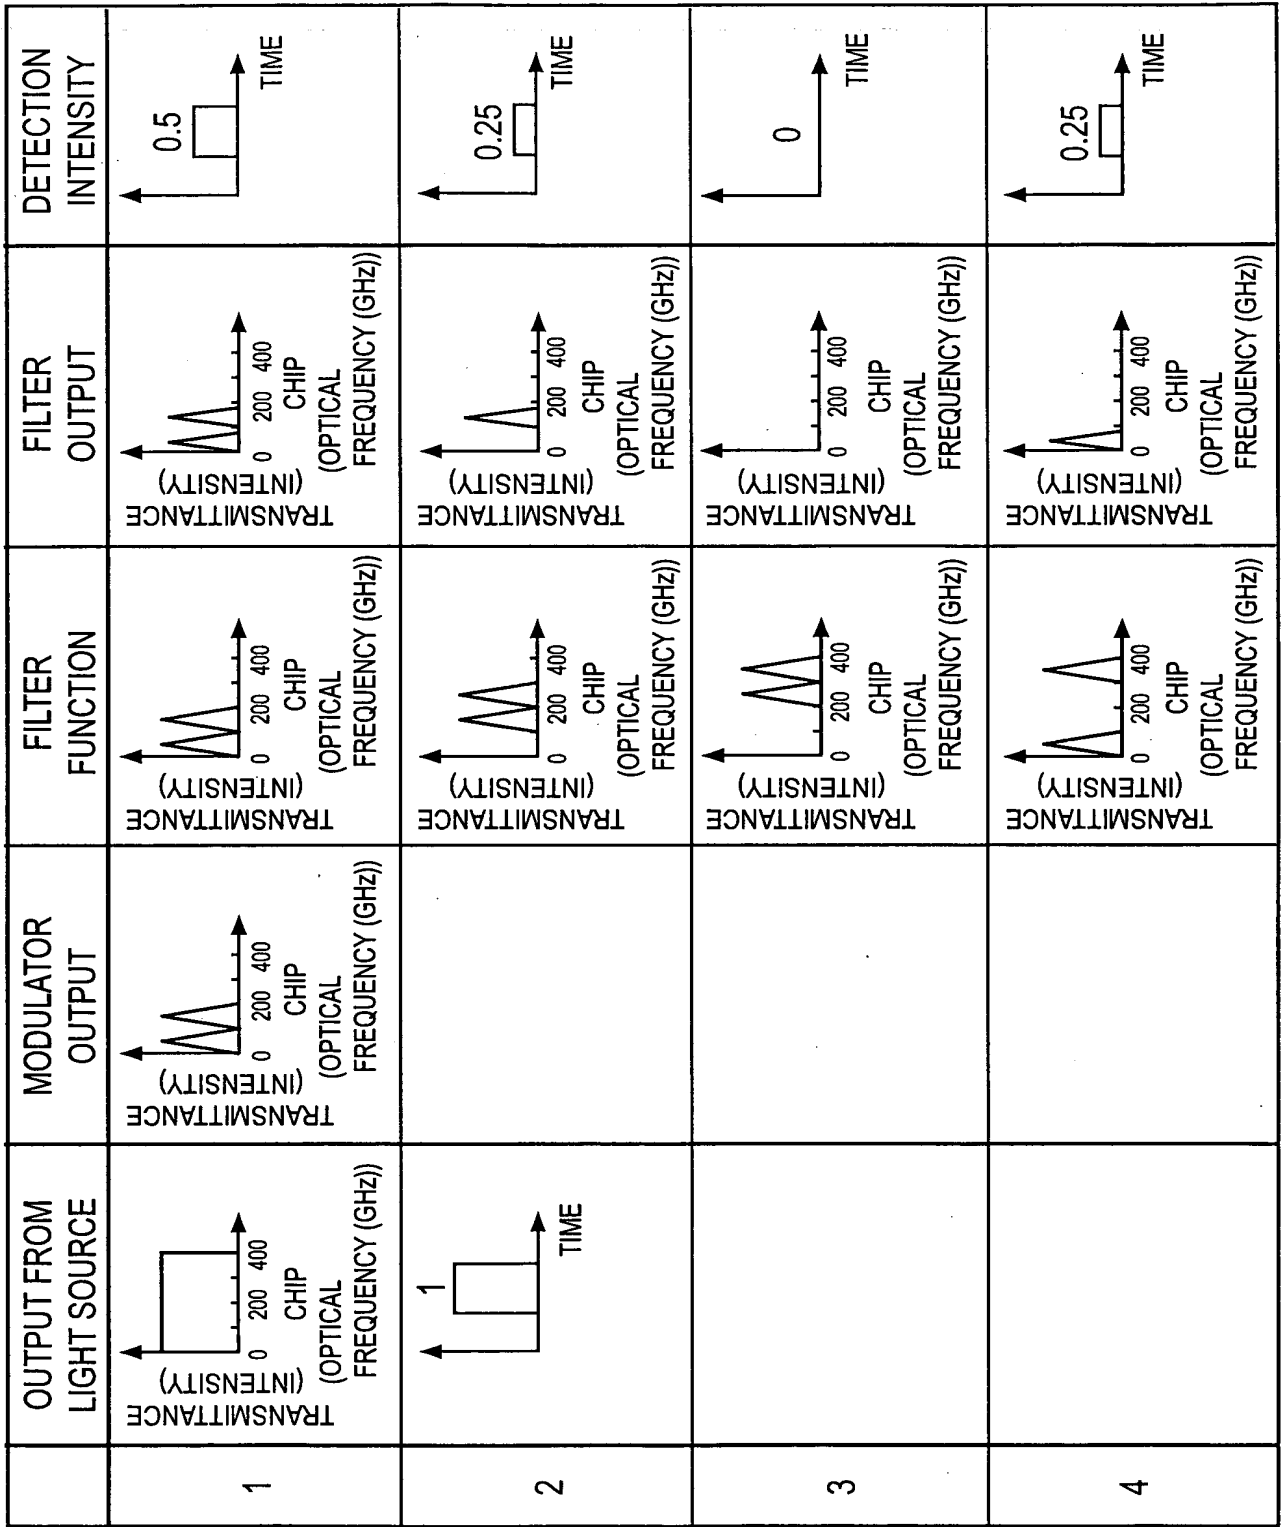 OUTPUT FROM
LIGHT SOURCE
MODULATOR
OUTPUT
FILTER
FUNCTION
FILTER
OUTPUT
DETECTION
INTENSITY
1
TRANSMITTANCE
(INTENSITY)
0 200 400
CHIP
(OPTICAL
FREQUENCY (GHz))
TRANSMITTANCE
(INTENSITY)
0 200 400
CHIP
(OPTICAL
FREQUENCY (GHz))
TRANSMITTANCE
(INTENSITY)
0 200 400
CHIP
(OPTICAL
FREQUENCY (GHz))
TRANSMITTANCE
(INTENSITY)
0 200 400
CHIP
(OPTICAL
FREQUENCY (GHz))
0.5
TIME
2
1
TIME
TRANSMITTANCE
(INTENSITY)
0 200 400
CHIP
(OPTICAL
FREQUENCY (GHz))
TRANSMITTANCE
(INTENSITY)
0 200 400
CHIP
(OPTICAL
FREQUENCY (GHz))
0.25
TIME
3
TRANSMITTANCE
(INTENSITY)
0 200 400
CHIP
(OPTICAL
FREQUENCY (GHz))
TRANSMITTANCE
(INTENSITY)
0 200 400
CHIP
(OPTICAL
FREQUENCY (GHz))
0
TIME
4
TRANSMITTANCE
(INTENSITY)
0 200 400
CHIP
(OPTICAL
FREQUENCY (GHz))
TRANSMITTANCE
(INTENSITY)
0 200 400
CHIP
(OPTICAL
FREQUENCY (GHz))
0.25
TIME